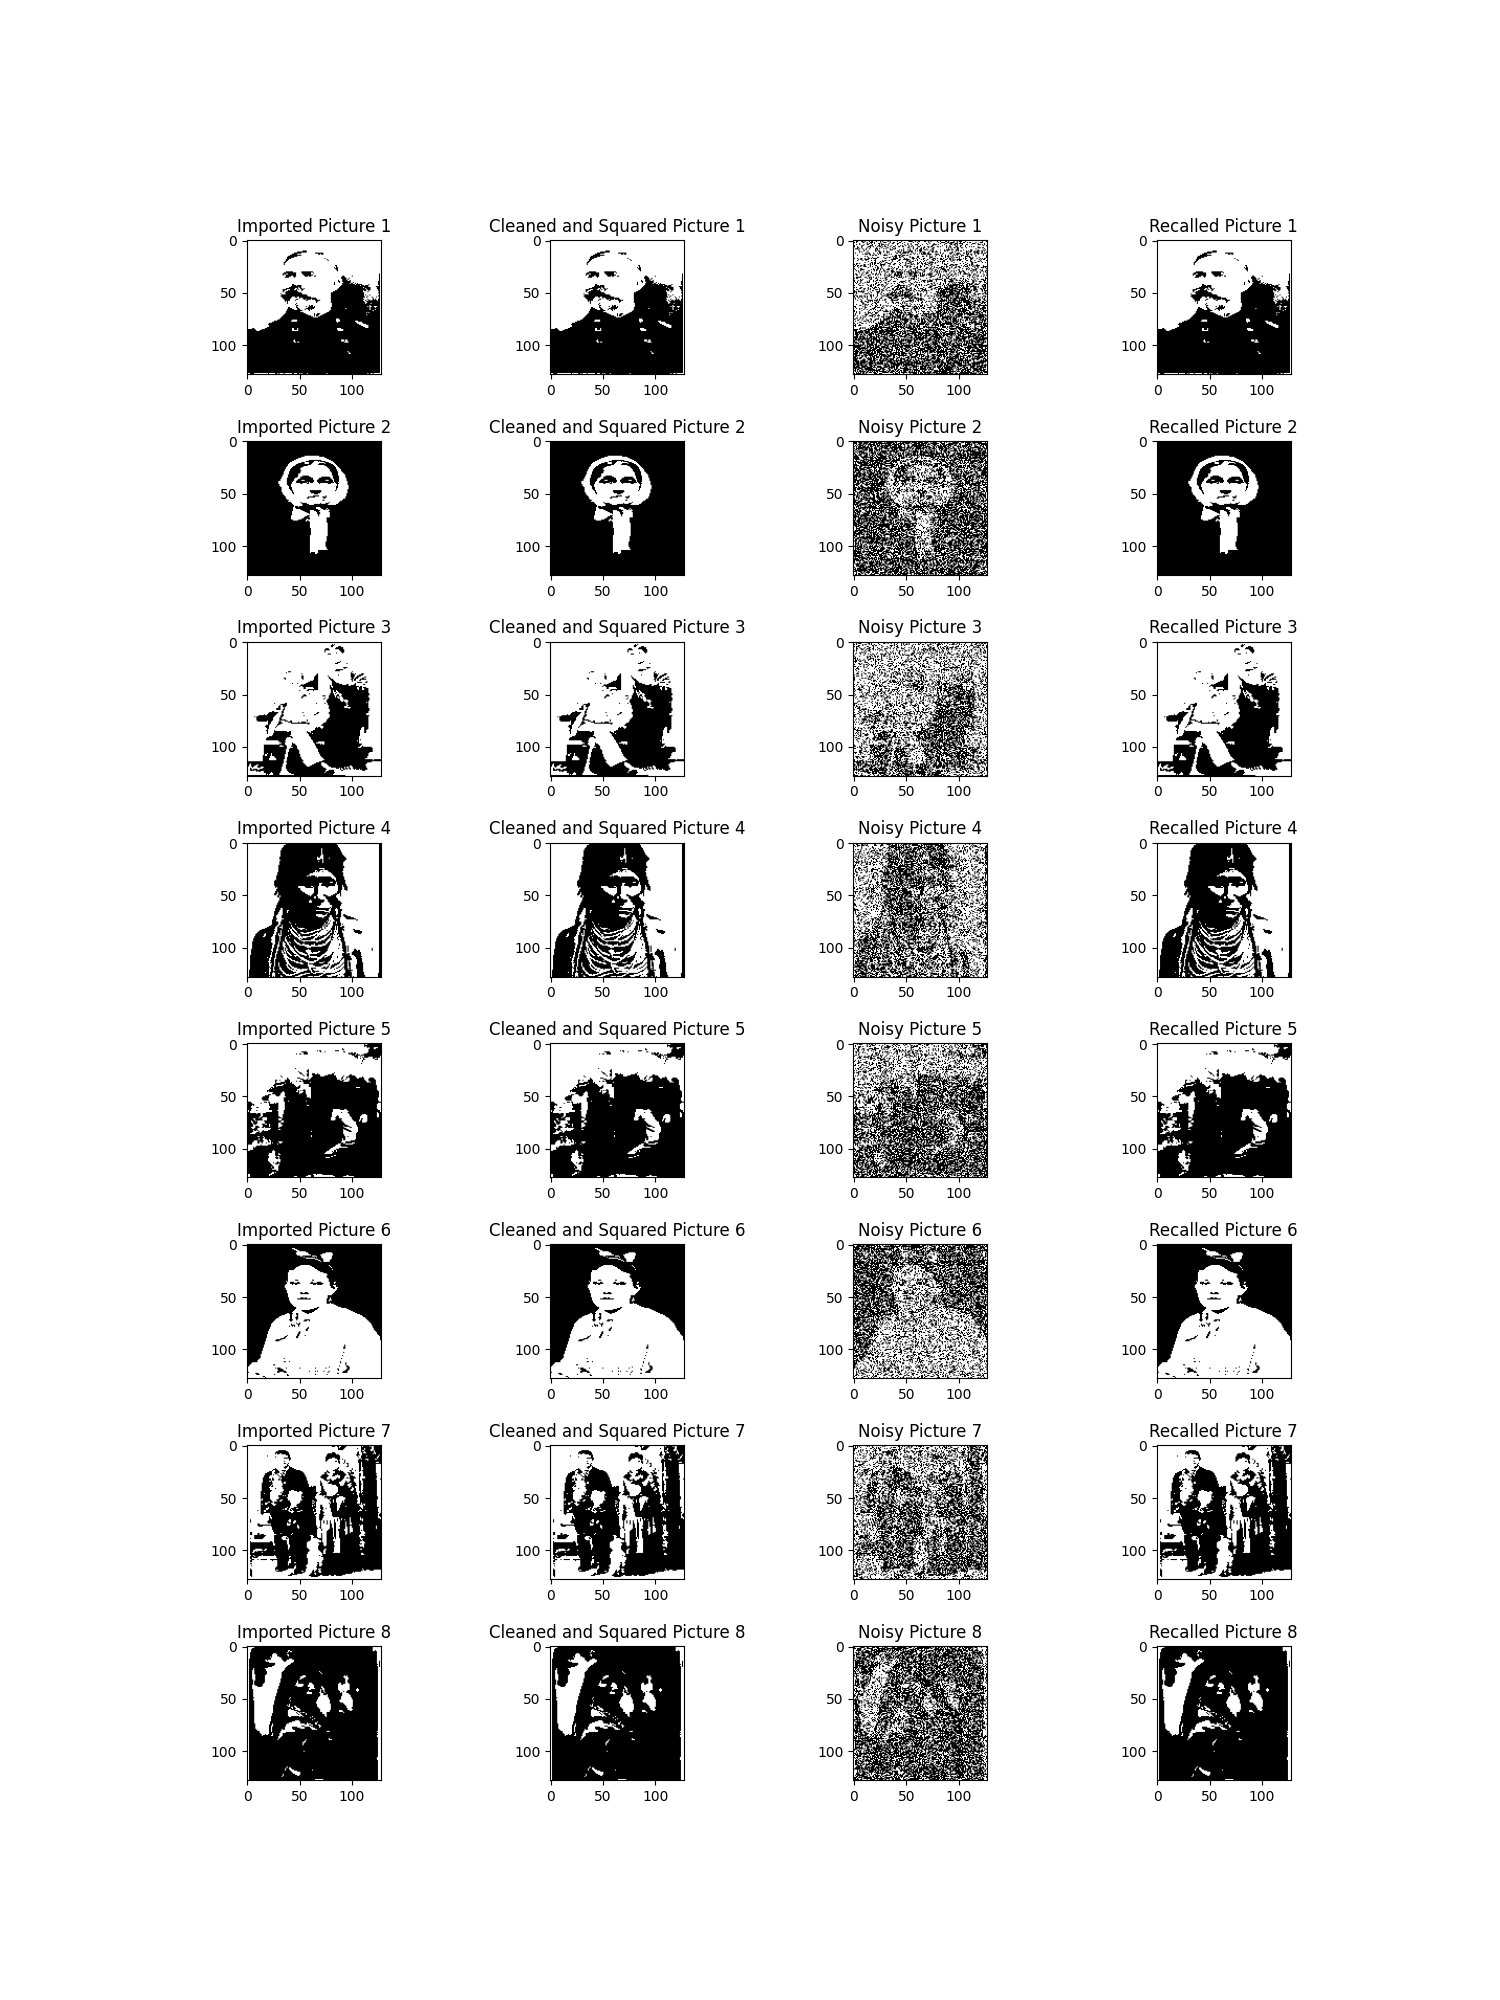 Imported Picture 1 Cleaned and Squared Picture 1 Noisy Picture 1 Recalled Picture 1
0 0 0 0
50 50 50 50
100 100 100 100
0 50 100 0 50 100 0 50 100 0 50 100
Imported Picture 2 Cleaned and Squared Picture 2 Noisy Picture 2 Recalled Picture 2
0 0 0 0
50 50 50 50
100 100 100 100
0 50 100 0 50 100 0 50 100 0 50 100
Imported Picture 3 Cleaned and Squared Picture 3 Noisy Picture 3 Recalled Picture 3
0 0 0 0
50 50 50 50
100 100 100 100
0 50 100 0 50 100 0 50 100 0 50 100
Imported Picture 4 Cleaned and Squared Picture 4 Noisy Picture 4 Recalled Picture 4
0 0 0 0
50 50 50 50
100 100 100 100
0 50 100 0 50 100 0 50 100 0 50 100
Imported Picture 5 Cleaned and Squared Picture 5 Noisy Picture 5 Recalled Picture 5
0 0 0 0
50 50 50 50
100 100 100 100
0 50 100 0 50 100 0 50 100 0 50 100
Imported Picture 6 Cleaned and Squared Picture 6 Noisy Picture 6 Recalled Picture 6
0 0 0 0
50 50 50 50
100 100 100 100
0 50 100 0 50 100 0 50 100 0 50 100
Imported Picture 7 Cleaned and Squared Picture 7 Noisy Picture 7 Recalled Picture 7
0 0 0 0
50 50 50 50
100 100 100 100
0 50 100 0 50 100 0 50 100 0 50 100
Imported Picture 8 Cleaned and Squared Picture 8 Noisy Picture 8 Recalled Picture 8
0 0 0 0
50 50 50 50
100 100 100 100
0 50 100 0 50 100 0 50 100 0 50 100